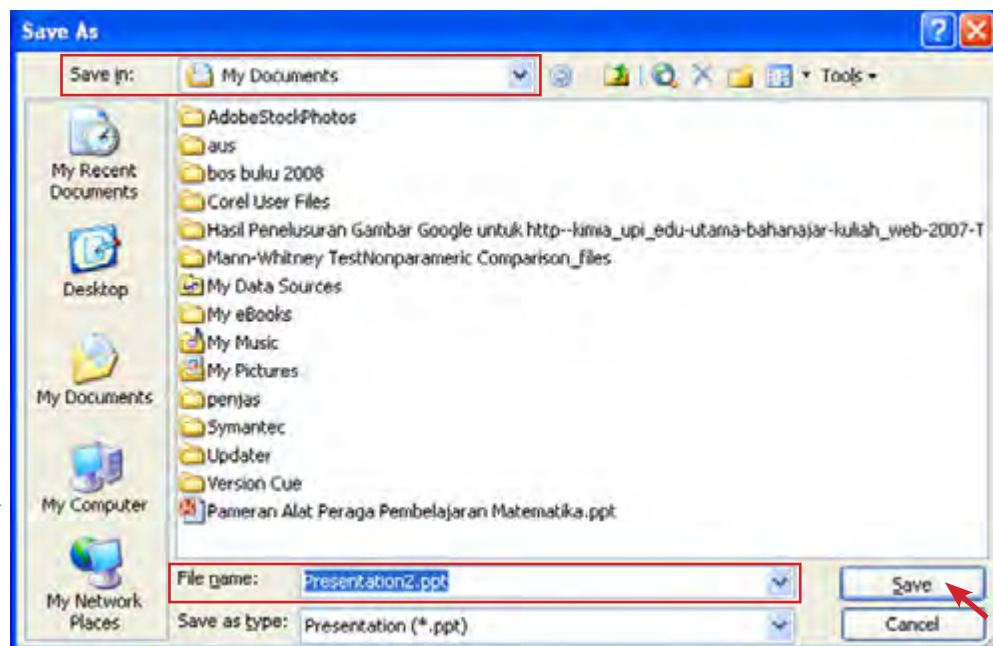 Save As
Save in: My Documents Tools
My Recent Documents
Desktop
My Documents
My Computer
My Network Places
AdobeStockPhotos
aus
bos buku 2008
Corel User Files
Hasil Penelusuran Gambar Google untuk http--kimia_upi_edu-utama-bahanajar-kuliah_web-2007-T
Mann-Whitney TestNonparameric Comparison_files
My Data Sources
My eBooks
My Music
My Pictures
penjas
Symantec
Updater
Version Cue
Pameran Alat Peraga Pembelajaran Matematika.ppt
File name: Presentation2.ppt Save
Save as type: Presentation (*.ppt) Cancel